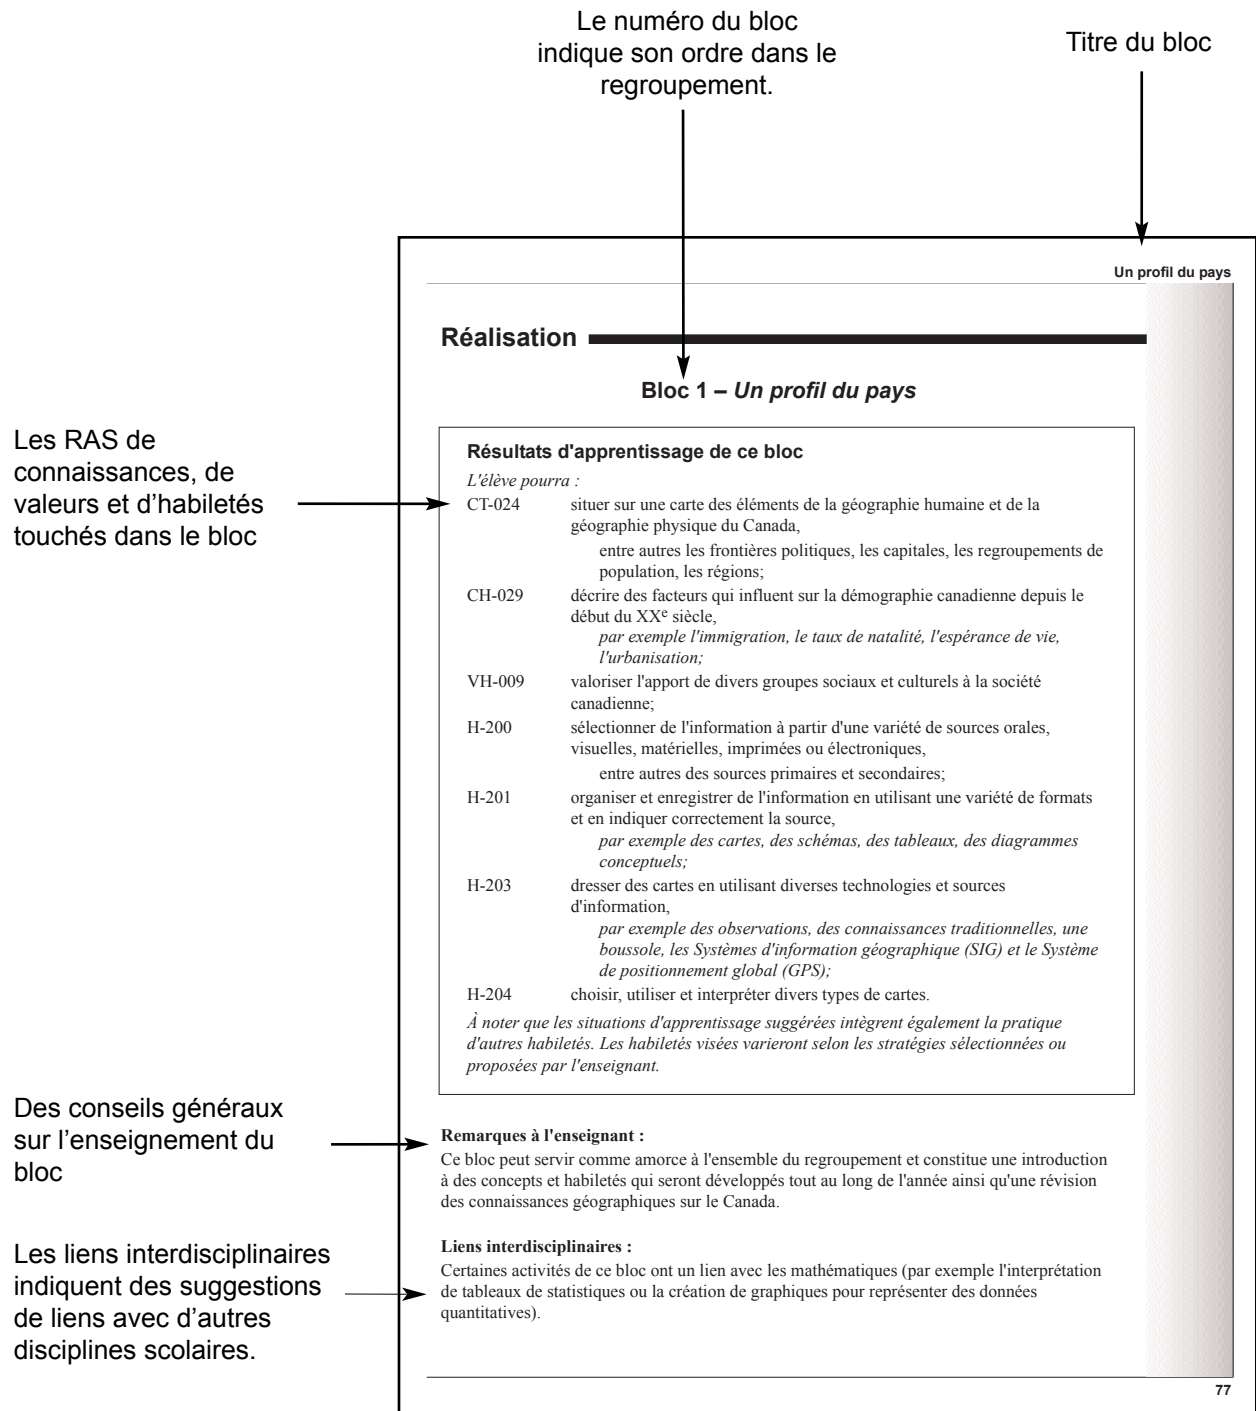 Le numéro du bloc
indique son ordre dans le
regroupement.
Titre du bloc
Un profil du pays
Réalisation
Bloc 1 – Un profil du pays
Les RAS de
connaissances, de
valeurs et d’habiletés
touchés dans le bloc
Résultats d'apprentissage de ce bloc
L'élève pourra :
CT-024 situer sur une carte des éléments de la géographie humaine et de la
géographie physique du Canada,
entre autres les frontières politiques, les capitales, les regroupements de
population, les régions;
CH-029 décrire des facteurs qui influent sur la démographie canadienne depuis le
début du XXe siècle,
par exemple l'immigration, le taux de natalité, l'espérance de vie,
l'urbanisation;
VH-009 valoriser l'apport de divers groupes sociaux et culturels à la société
canadienne;
H-200 sélectionner de l'information à partir d'une variété de sources orales,
visuelles, matérielles, imprimées ou électroniques,
entre autres des sources primaires et secondaires;
H-201 organiser et enregistrer de l'information en utilisant une variété de formats
et en indiquer correctement la source,
par exemple des cartes, des schémas, des tableaux, des diagrammes
conceptuels;
H-203 dresser des cartes en utilisant diverses technologies et sources
d'information,
par exemple des observations, des connaissances traditionnelles, une
boussole, les Systèmes d'information géographique (SIG) et le Système
de positionnement global (GPS);
H-204 choisir, utiliser et interpréter divers types de cartes.
À noter que les situations d'apprentissage suggérées intègrent également la pratique
d'autres habiletés. Les habiletés visées varieront selon les stratégies sélectionnées ou
proposées par l'enseignant.
Des conseils généraux
sur l’enseignement du
bloc
Remarques à l'enseignant :
Ce bloc peut servir comme amorce à l'ensemble du regroupement et constitue une introduction
à des concepts et habiletés qui seront développés tout au long de l'année ainsi qu'une révision
des connaissances géographiques sur le Canada.
Les liens interdisciplinaires
indiquent des suggestions
de liens avec d’autres
disciplines scolaires.
Liens interdisciplinaires :
Certaines activités de ce bloc ont un lien avec les mathématiques (par exemple l'interprétation
de tableaux de statistiques ou la création de graphiques pour représenter des données
quantitatives).
77